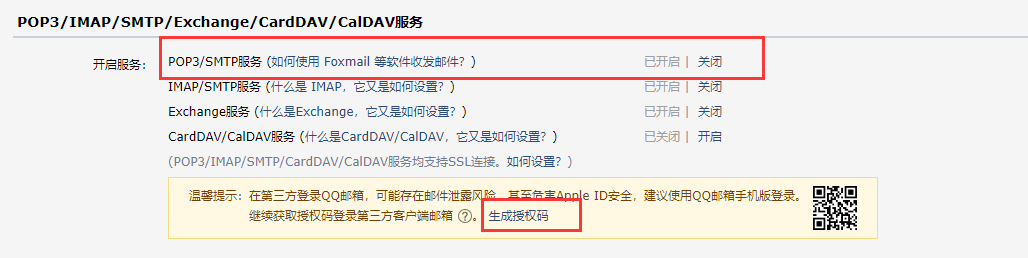 POP3/IMAP/SMTP/Exchange/CardDAV/CalDAV服务
开启服务： POP3/SMTP服务 (如何使用 Foxmail 等软件收发邮件？) 已开启 | 关闭
IMAP/SMTP服务 (什么是 IMAP，它又是如何设置？) 已开启 | 关闭
Exchange服务 (什么是Exchange，它又是如何设置？) 已开启 | 关闭
CardDAV/CalDAV服务 (什么是CardDAV/CalDAV，它又是如何设置？) 已关闭 | 开启
(POP3/IMAP/SMTP/CardDAV/CalDAV服务均支持SSL连接。如何设置？)
温馨提示：在第三方登录QQ邮箱，可能存在邮件泄露风险，甚至危害Apple ID安全，建议使用QQ邮箱手机版登录。
继续获取授权码登录第三方客户端邮箱 ?。 生成授权码